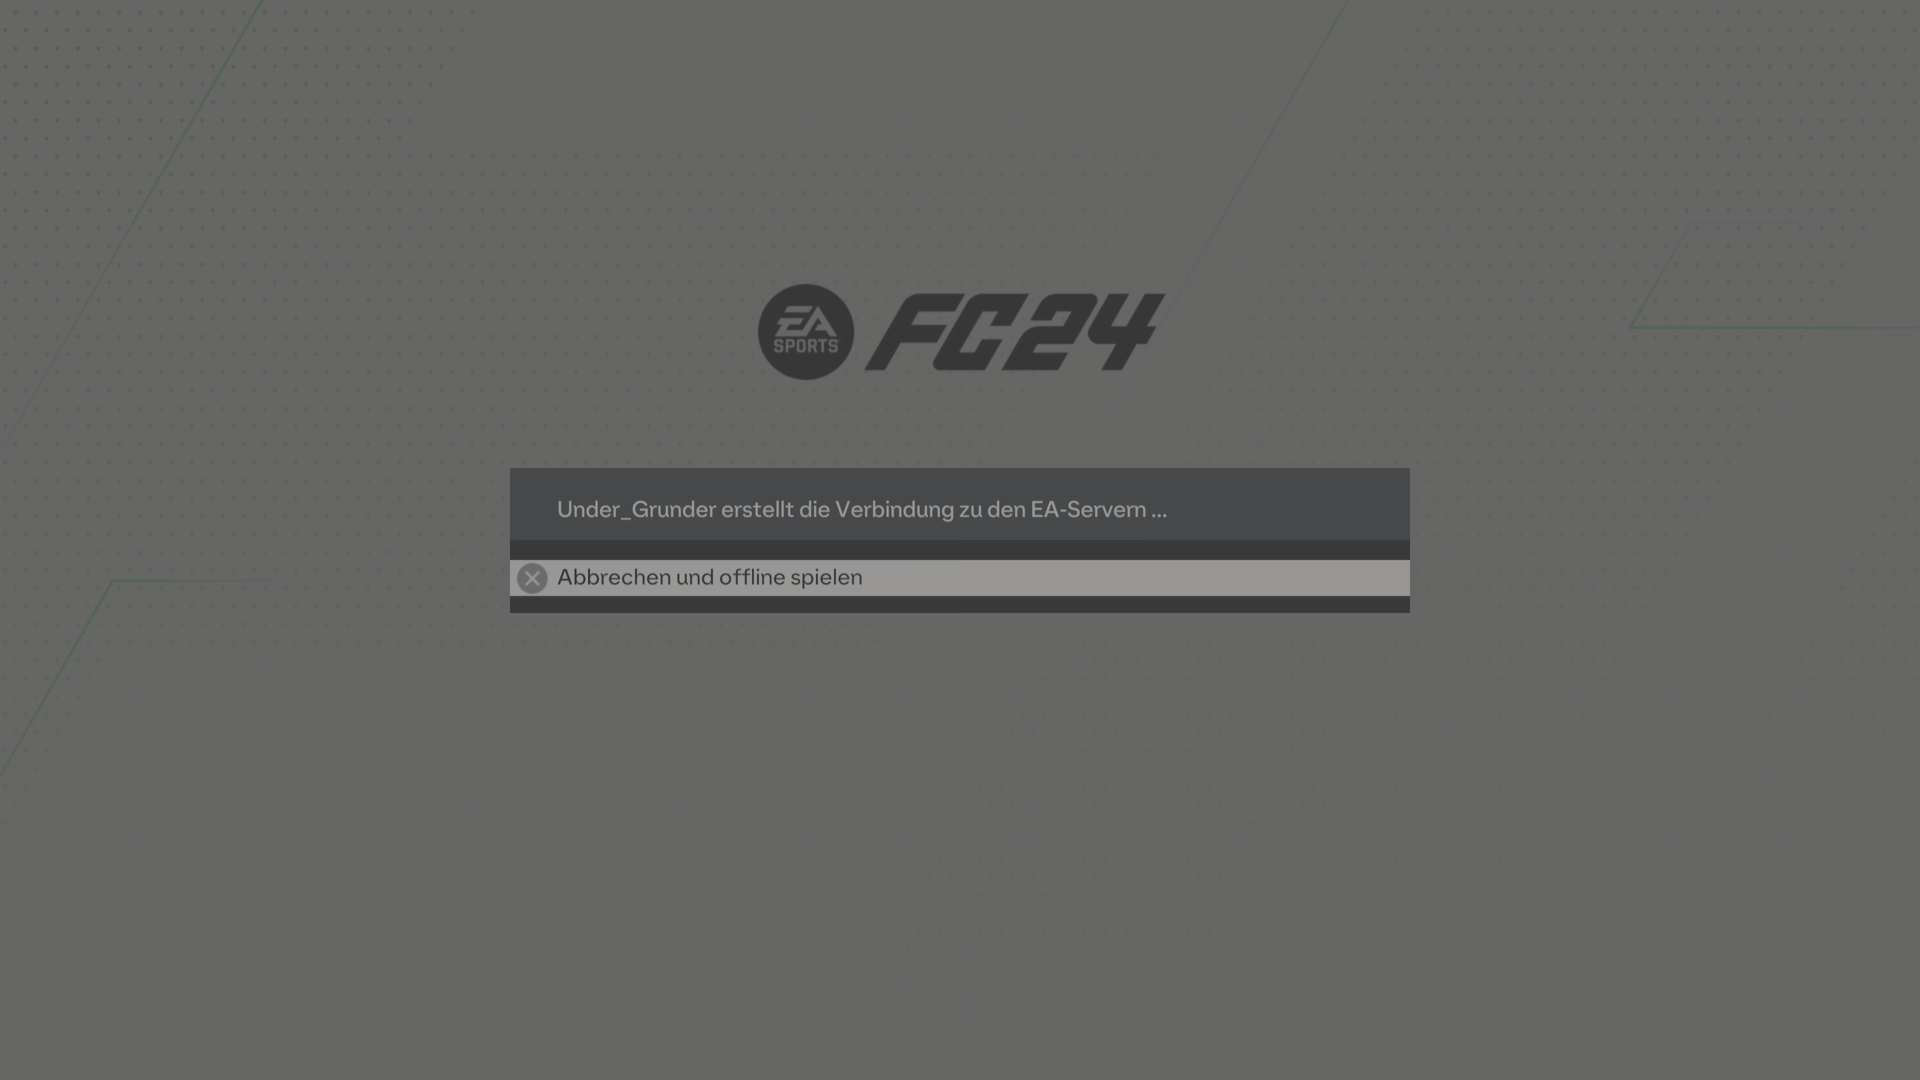 EA SPORTS FC24
Under_Grunder erstellt die Verbindung zu den EA-Servern ...
Abbrechen und offline spielen